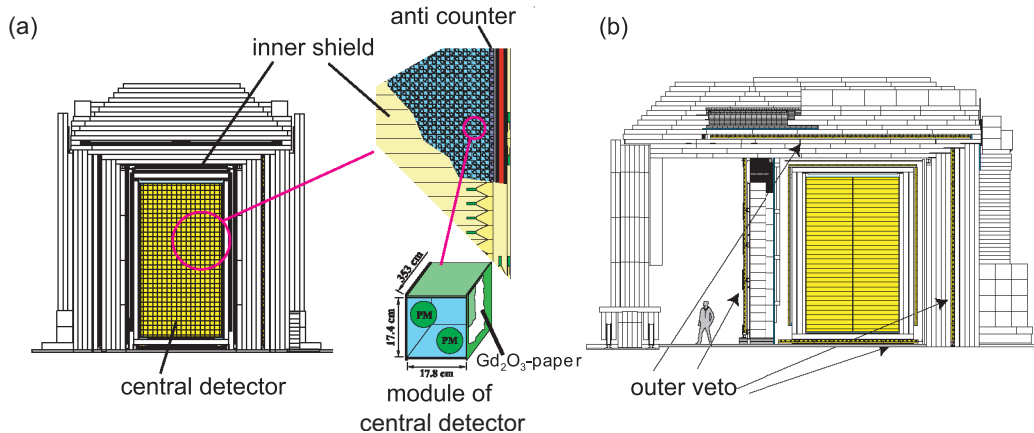 (a)
inner shield
anti counter
(b)
353 cm
17.4 cm
PM
PM
17.8 cm
Gd₂O₃-paper
central detector
module of
central detector
outer veto